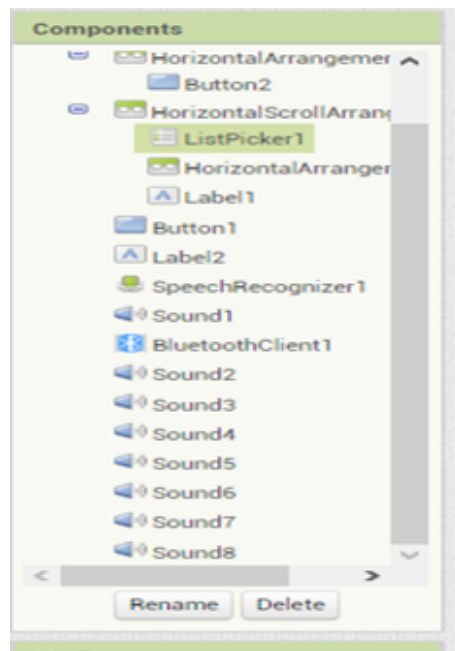 Components
HorizontalArrangemer
Button2
HorizontalScrollArrang
ListPicker1
HorizontalArranger
Label1
Button1
Label2
SpeechRecognizer1
Sound1
BluetoothClient1
Sound2
Sound3
Sound4
Sound5
Sound6
Sound7
Sound8
Rename Delete